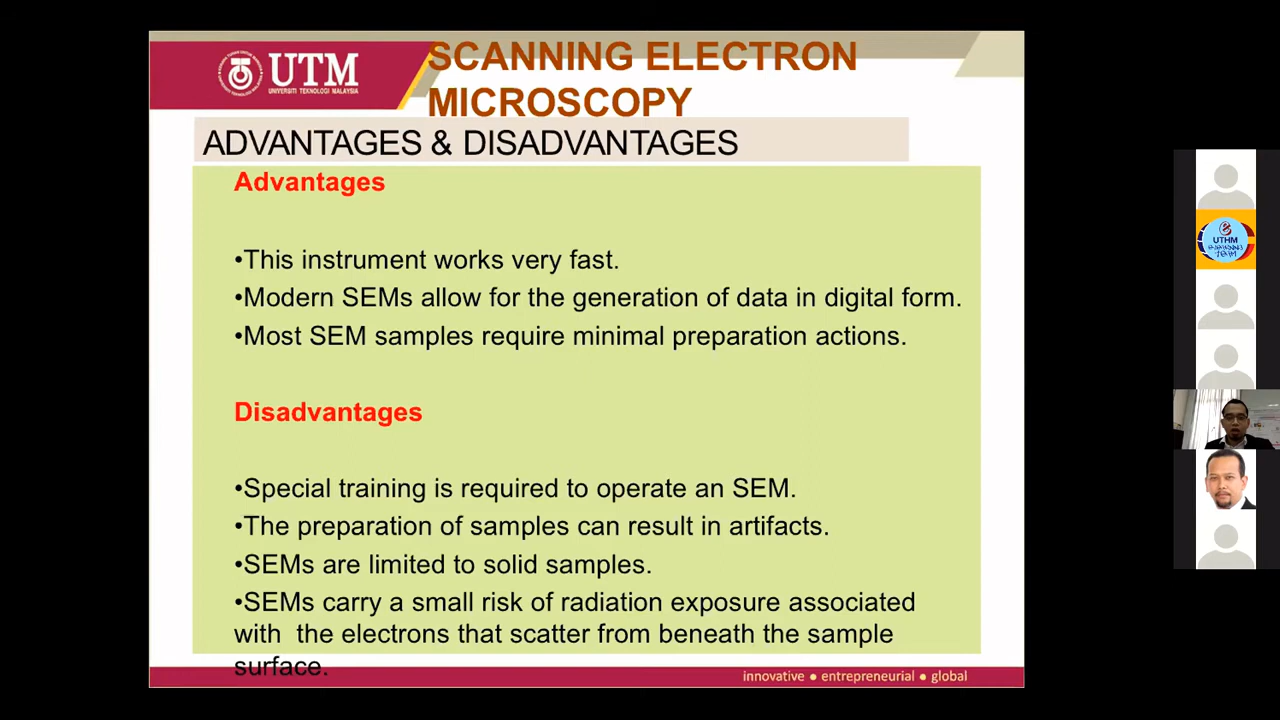 SCANNING ELECTRON
MICROSCOPY
UTM
UNIVERSITI TEKNOLOGI MALAYSIA
ADVANTAGES & DISADVANTAGES
Advantages
•This instrument works very fast.
•Modern SEMs allow for the generation of data in digital form.
•Most SEM samples require minimal preparation actions.
Disadvantages
•Special training is required to operate an SEM.
•The preparation of samples can result in artifacts.
•SEMs are limited to solid samples.
•SEMs carry a small risk of radiation exposure associated
with the electrons that scatter from beneath the sample
surface.
innovative ● entrepreneurial ● global
UTHM
TEAM